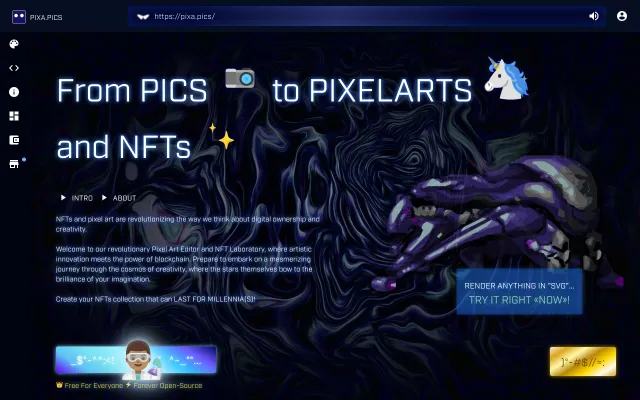 PIXA.PICS
https://pixa.pics/
From PICS to PIXELARTS
and NFTs
INTRO ABOUT
NFTs and pixel art are revolutionizing the way we think about digital ownership and
creativity.
Welcome to our revolutionary Pixel Art Editor and NFT Laboratory, where artistic
innovation meets the power of blockchain. Prepare to embark on a mesmerizing
journey through the cosmos of creativity, where the stars themselves bow to the
brilliance of your imagination.
Create your NFTs collection that can LAST FOR MILLENNIA(S)!
RENDER ANYTHING IN "SVG"...
TRY IT RIGHT «NOW»!
Free For Everyone Forever Open-Source